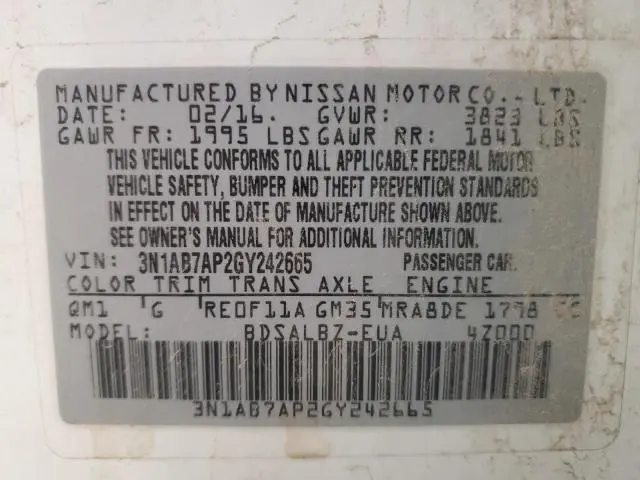 MANUFACTURED BY NISSAN MOTOR CO., LTD.
DATE: 02/16. GVWR: 3823 LBS
GAWR FR: 1995 LBS GAWR RR: 1841 LBS
THIS VEHICLE CONFORMS TO ALL APPLICABLE FEDERAL MOTOR
VEHICLE SAFETY, BUMPER AND THEFT PREVENTION STANDARDS
IN EFFECT ON THE DATE OF MANUFACTURE SHOWN ABOVE.
SEE OWNER'S MANUAL FOR ADDITIONAL INFORMATION.
VIN: 3N1AB7AP2GY242665 PASSENGER CAR.
COLOR TRIM TRANS AXLE ENGINE
QM1 G RE0F11A GM35 MRA8DE 1798 CC
MODEL: BDSALBZ-EUA 4Z000
3N1AB7AP2GY242665